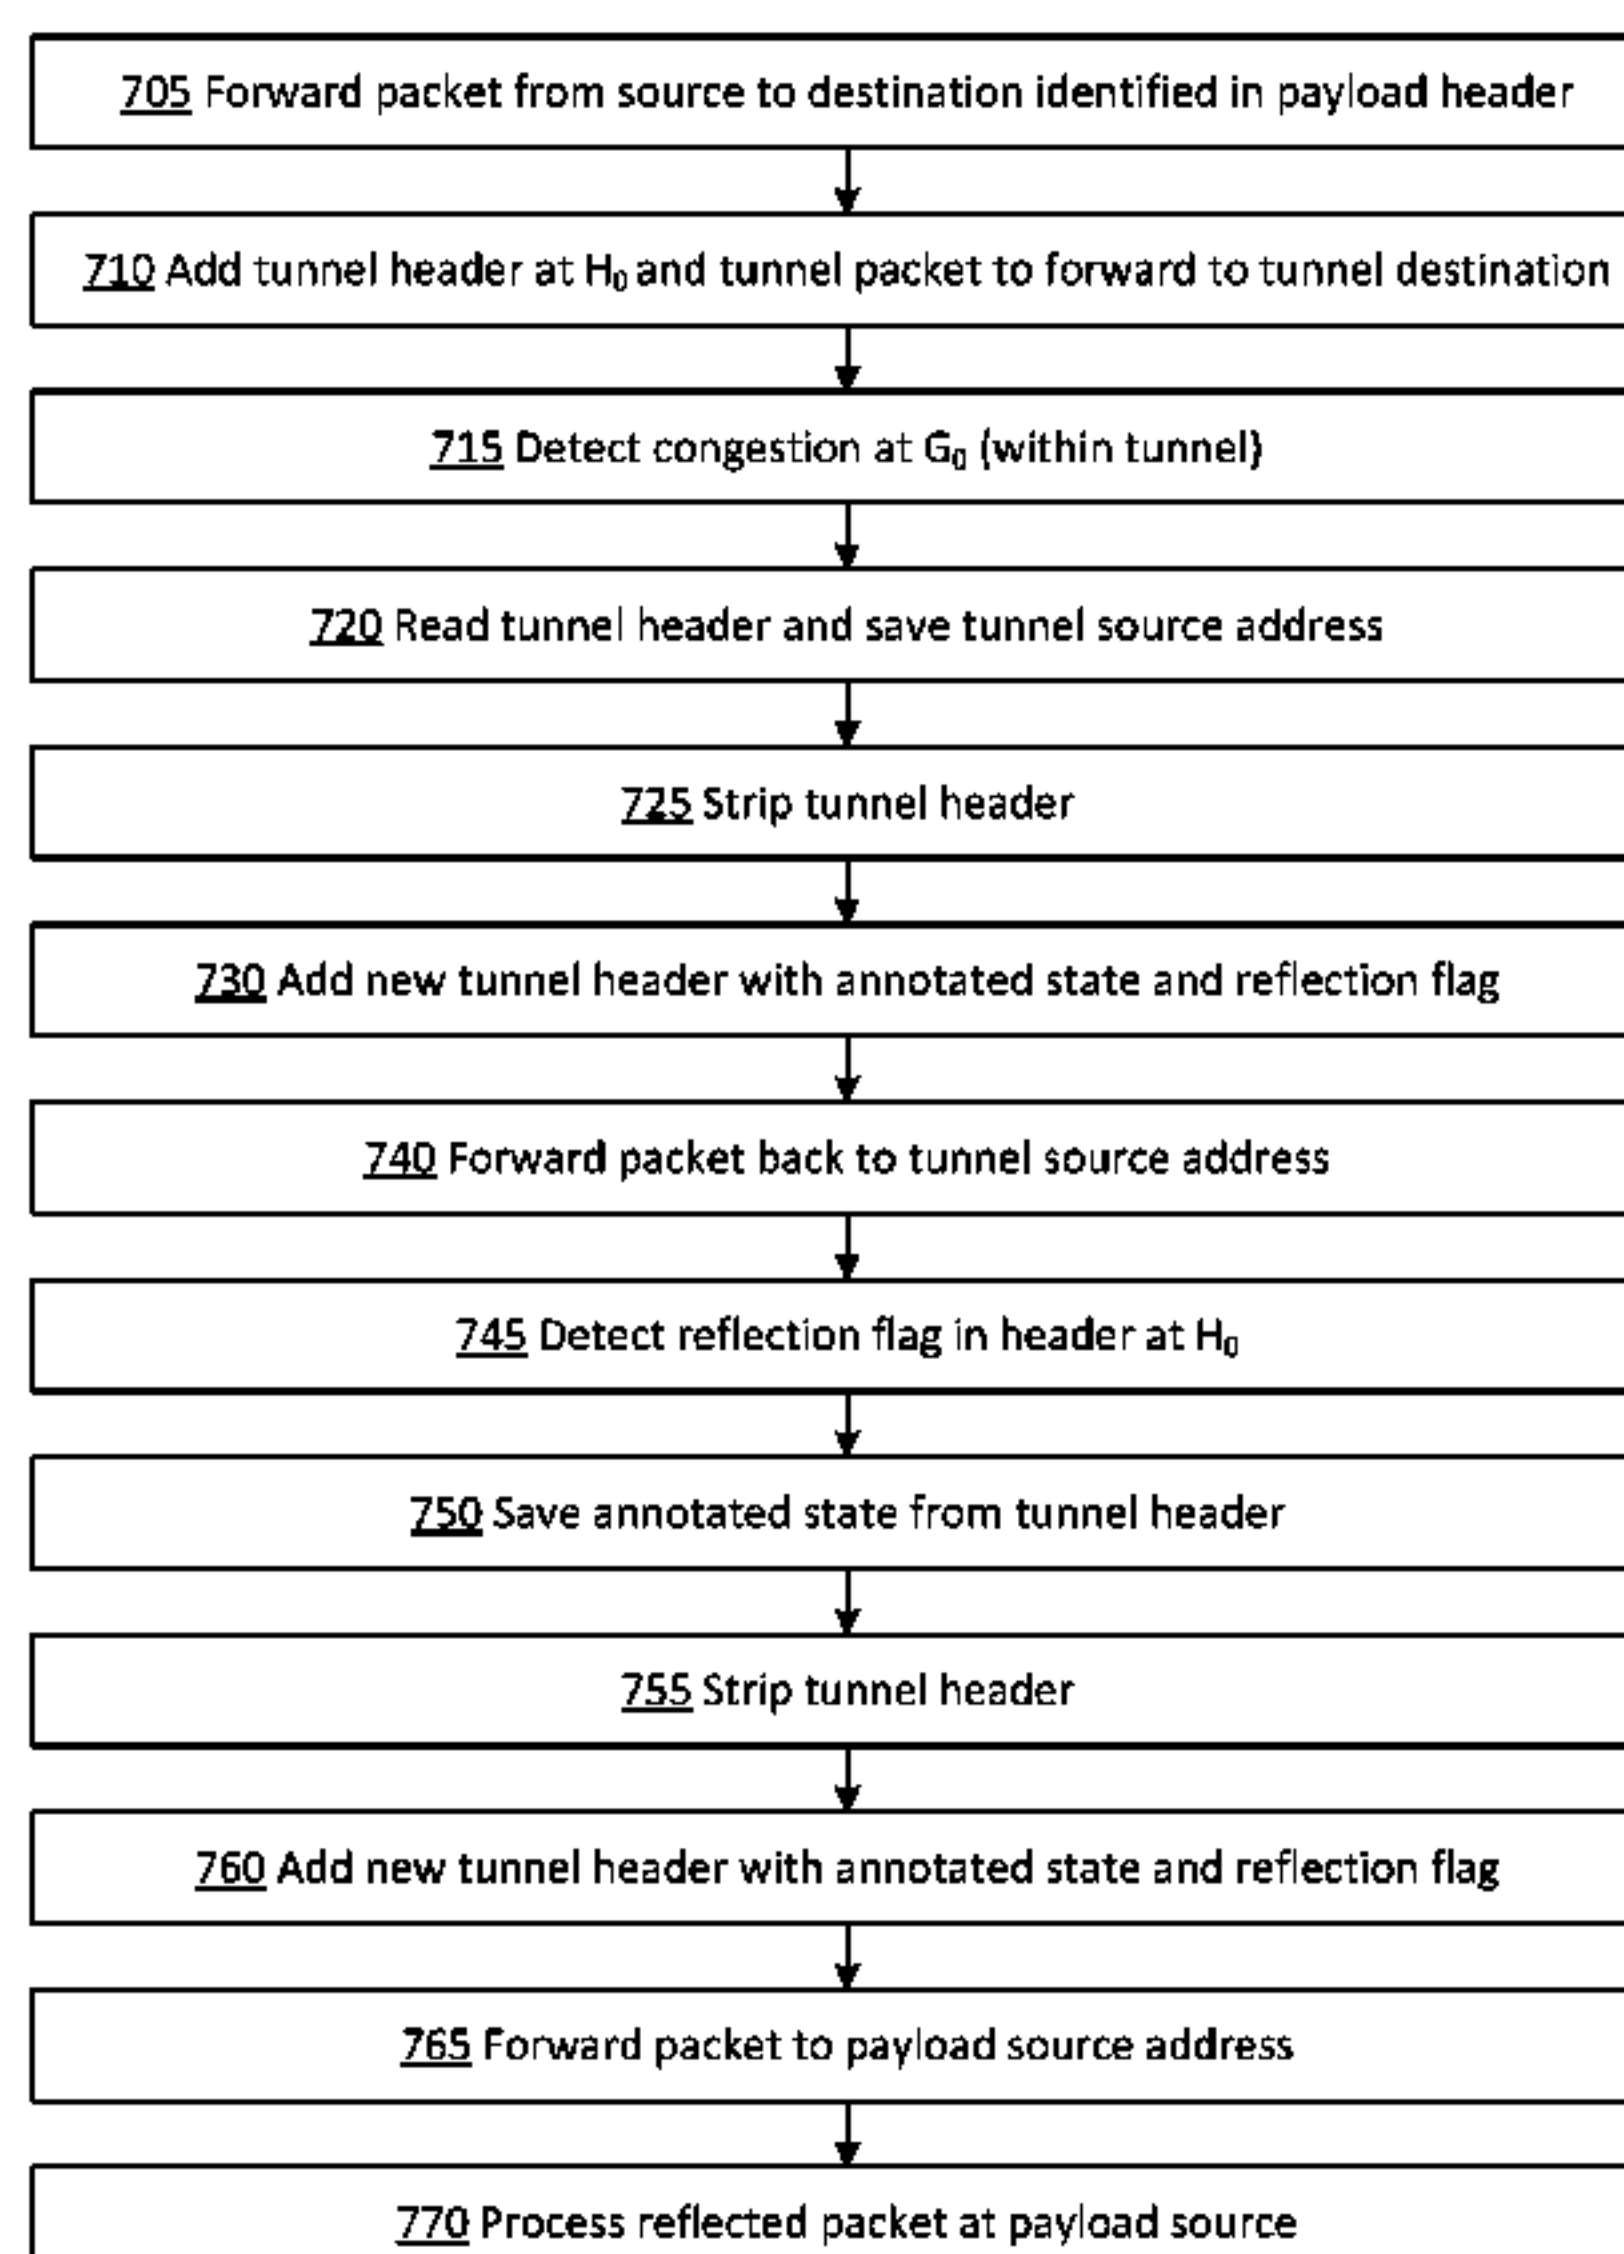 705 Forward packet from source to destination identified in payload header
710 Add tunnel header at H₀ and tunnel packet to forward to tunnel destination
715 Detect congestion at G₀ (within tunnel)
720 Read tunnel header and save tunnel source address
725 Strip tunnel header
730 Add new tunnel header with annotated state and reflection flag
740 Forward packet back to tunnel source address
745 Detect reflection flag in header at H₀
750 Save annotated state from tunnel header
755 Strip tunnel header
760 Add new tunnel header with annotated state and reflection flag
765 Forward packet to payload source address
770 Process reflected packet at payload source